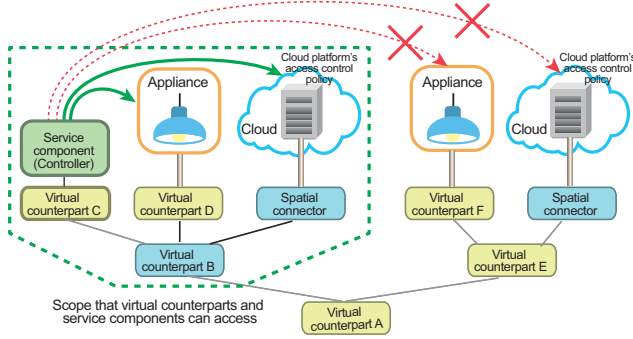 Cloud platform's
access control
policy
Appliance
Cloud
Service
component
(Controller)
Virtual
counterpart C
Virtual
counterpart D
Spatial
connector
Virtual
counterpart B
Scope that virtual counterparts and
service components can access
Cloud platform's
access control
policy
Appliance
Cloud
Virtual
counterpart F
Spatial
connector
Virtual
counterpart E
Virtual
counterpart A